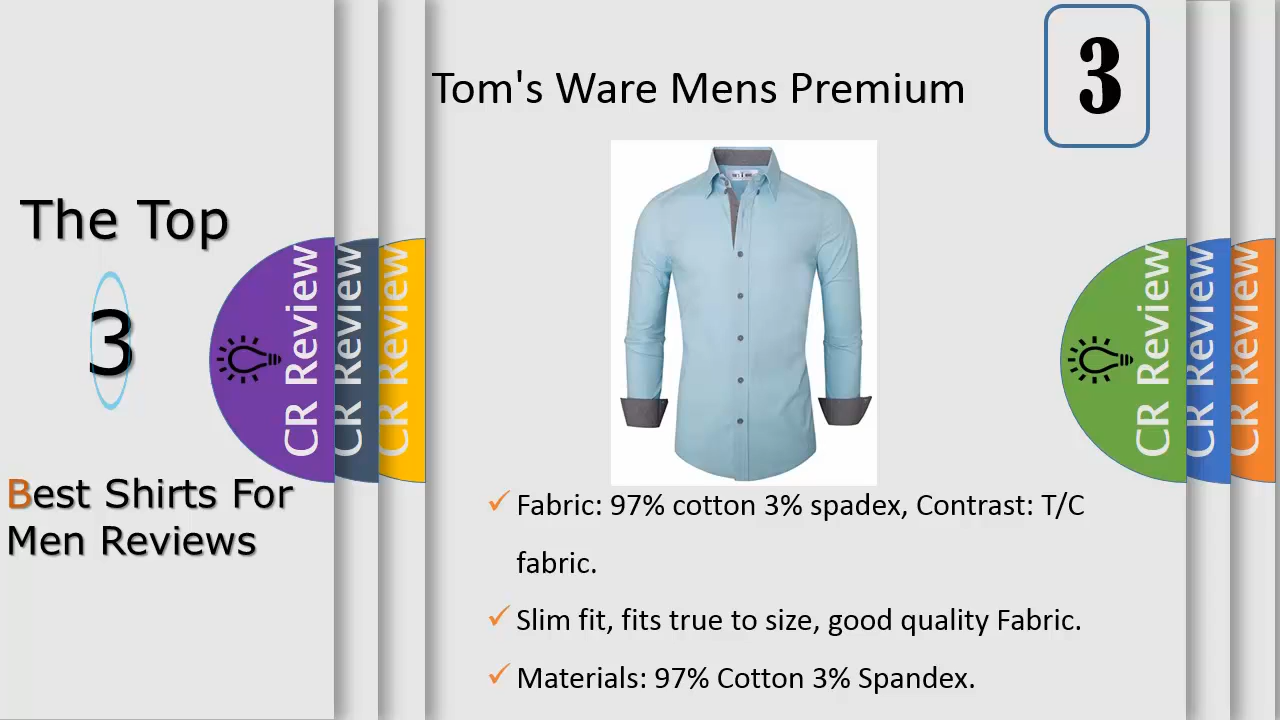 Tom's Ware Mens Premium
3
The Top
3
Best Shirts For
Men Reviews
CR Review
CR Review
CR Review
CR Review
CR Review
CR Review
Fabric: 97% cotton 3% spadex, Contrast: T/C
fabric.
Slim fit, fits true to size, good quality Fabric.
Materials: 97% Cotton 3% Spandex.